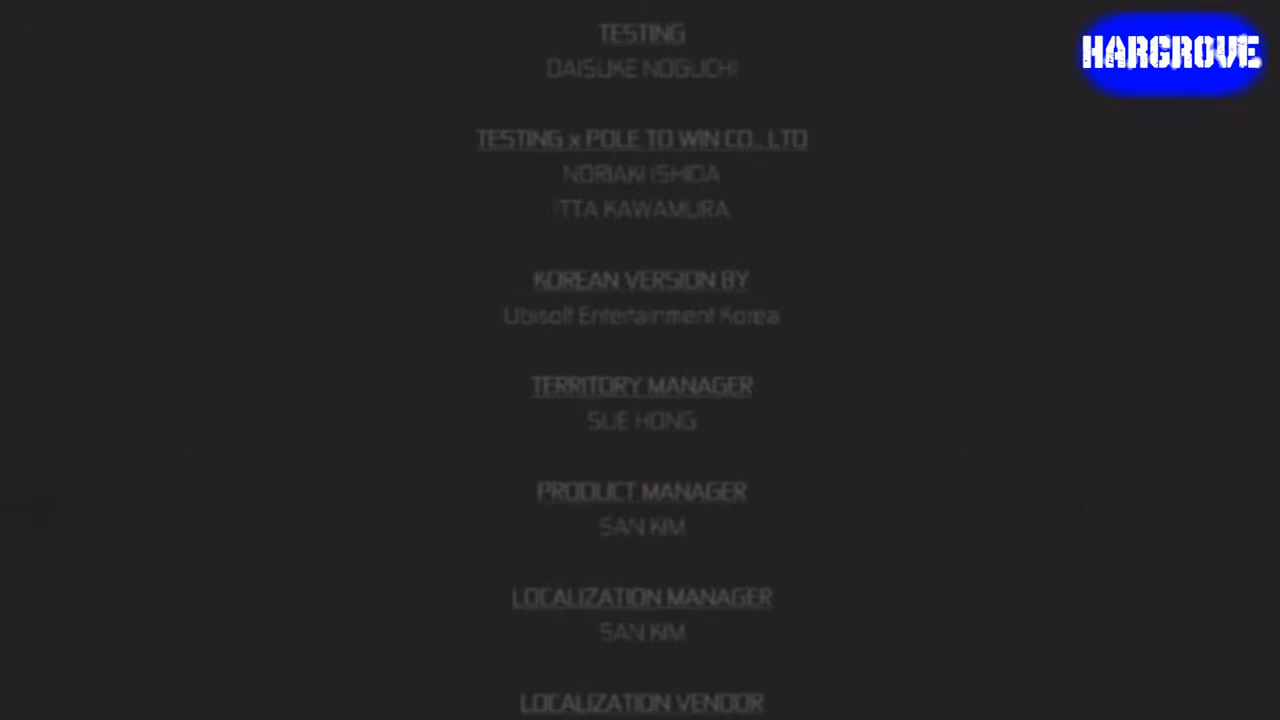 TESTING
DAISUKE NOGUCHI
HARGROVE
TESTING x POLE TO WIN CO., LTD
NORIAKI ISHIDA
ITTA KAWAMURA
KOREAN VERSION BY
Ubisoft Entertainment Korea
TERRITORY MANAGER
SUE HONG
PRODUCT MANAGER
SAN KIM
LOCALIZATION MANAGER
SAN KIM
LOCALIZATION VENDOR